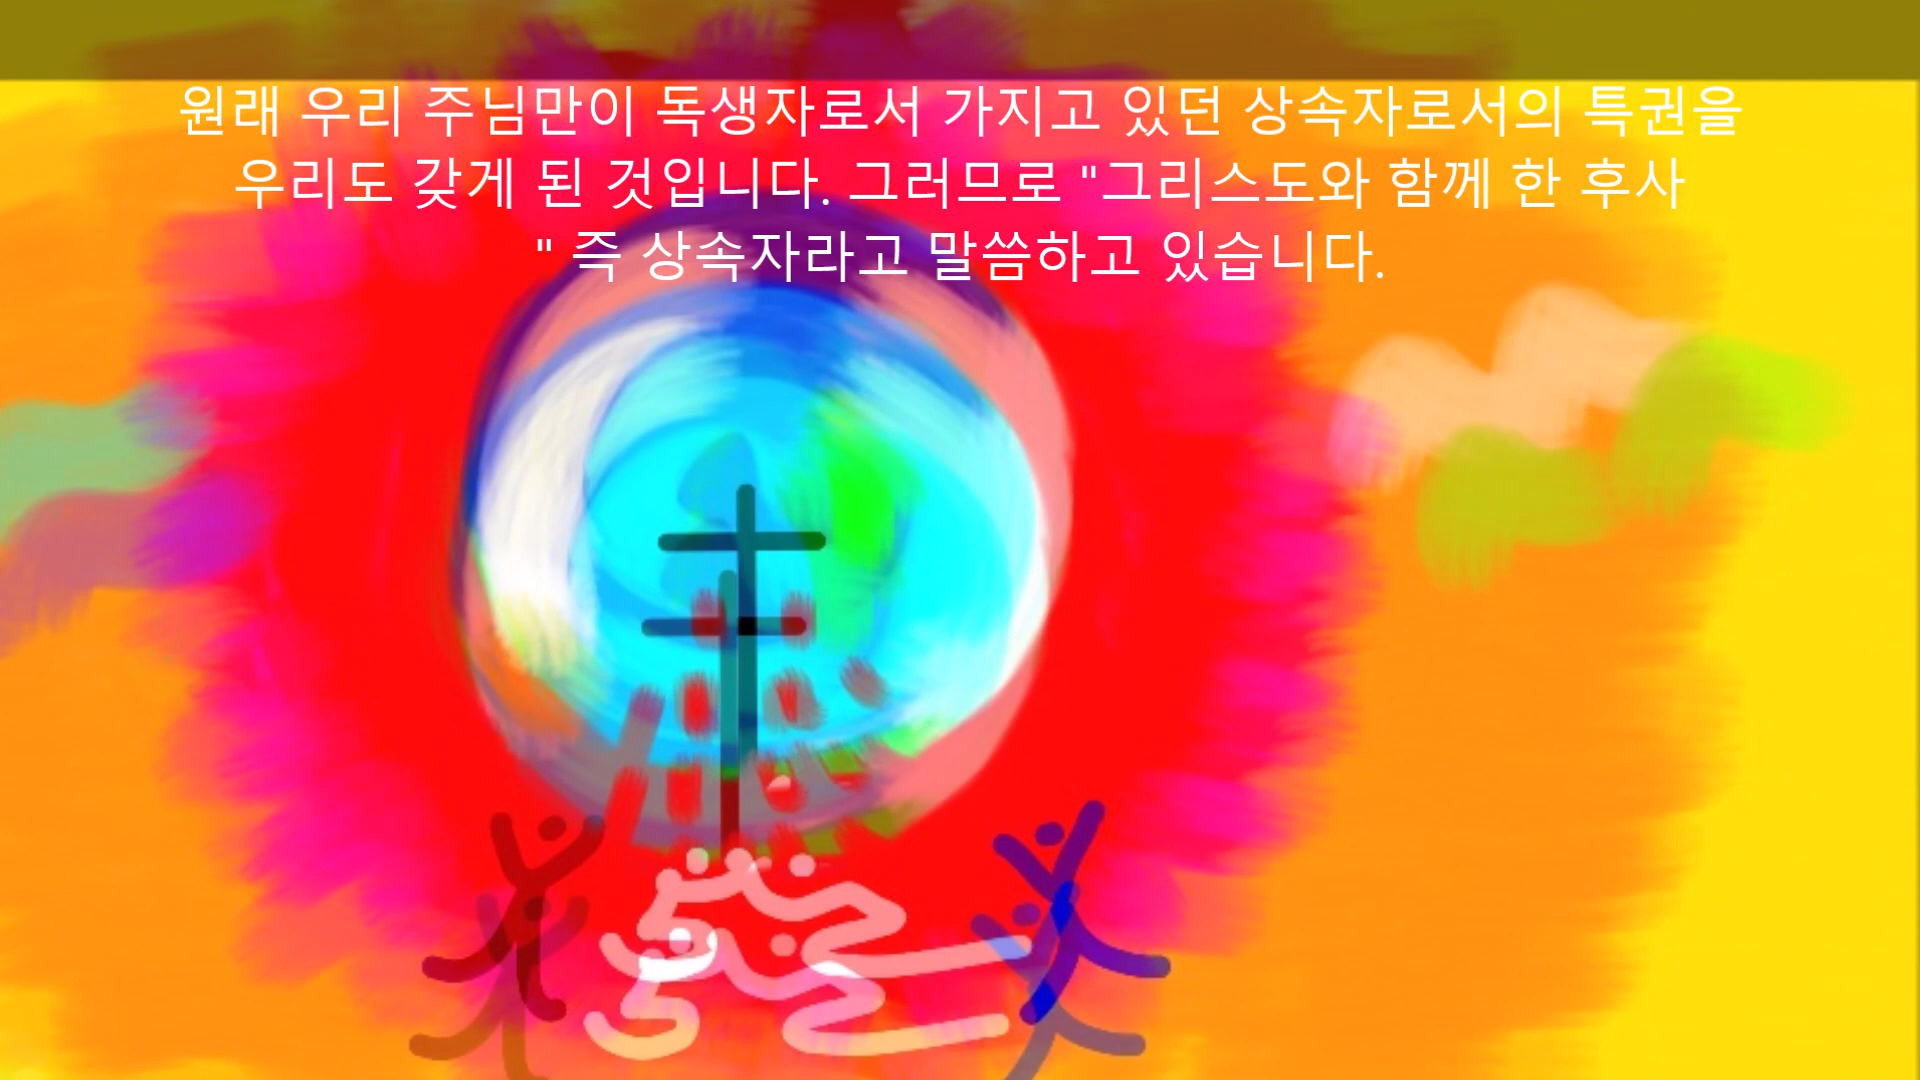 원래 우리 주님만이 독생자로서 가지고 있던 상속자로서의 특권을
우리도 갖게 된 것입니다. 그러므로 "그리스도와 함께 한 후사
" 즉 상속자라고 말씀하고 있습니다.